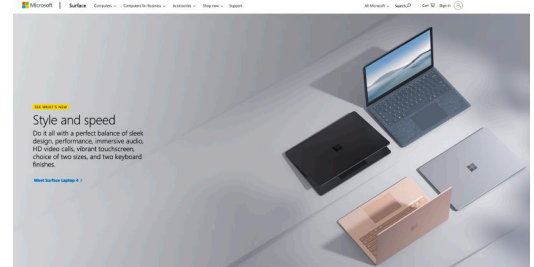 Microsoft Surface Computers Computers for Business Accessories Shop now Support All Microsoft Search Cart Sign in
SEE WHAT'S NEW
Style and speed
Do it all with a perfect balance of sleek
design, performance, immersive audio,
HD video calls, vibrant touchscreen,
choice of two sizes, and two keyboard
finishes.
Meet Surface Laptop 4 >